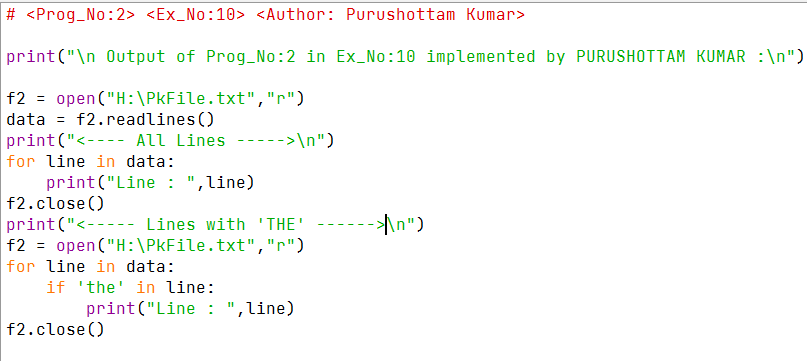 # <Prog_No:2> <Ex_No:10> <Author: Purushottam Kumar>
print("\n Output of Prog_No:2 in Ex_No:10 implemented by PURUSHOTTAM KUMAR :\n")
f2 = open("H:\PkFile.txt","r")
data = f2.readlines()
print("<---- All Lines ----->\n")
for line in data:
    print("Line : ",line)
f2.close()
print("<----- Lines with 'THE' ------>\n")
f2 = open("H:\PkFile.txt","r")
for line in data:
    if 'the' in line:
        print("Line : ",line)
f2.close()